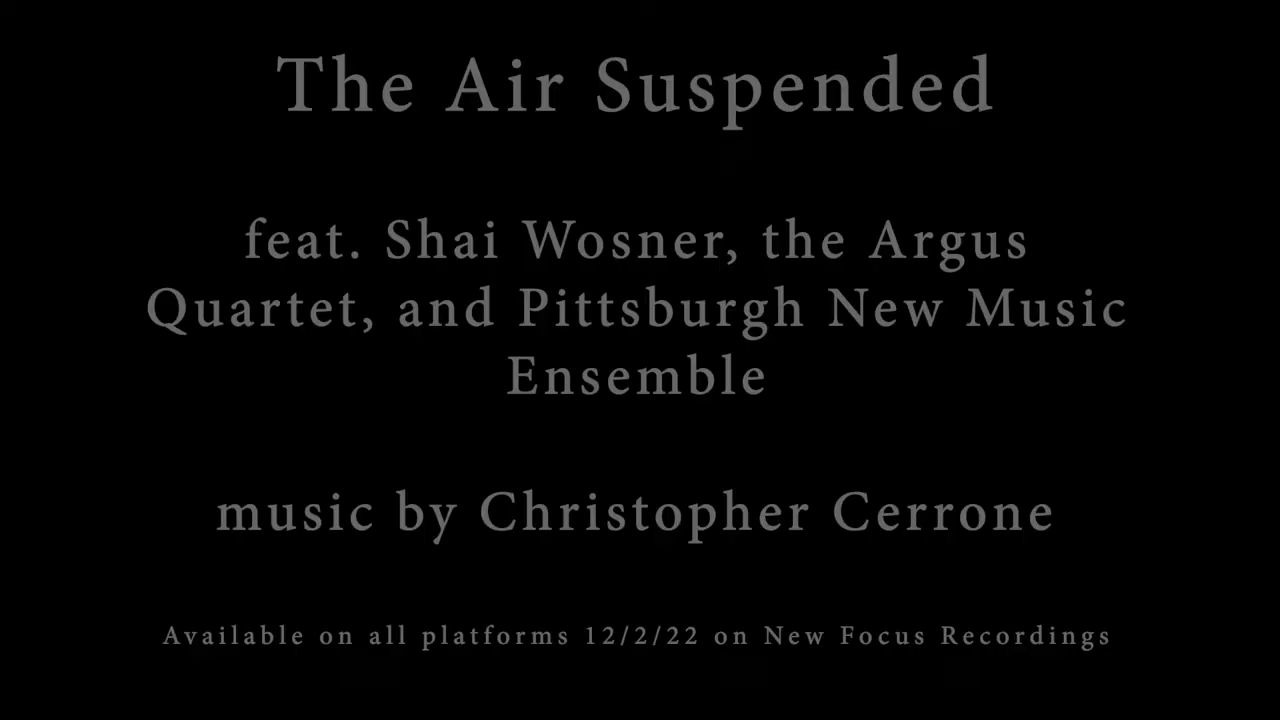 The Air Suspended
feat. Shai Wosner, the Argus
Quartet, and Pittsburgh New Music
Ensemble
music by Christopher Cerrone
Available on all platforms 12/2/22 on New Focus Recordings